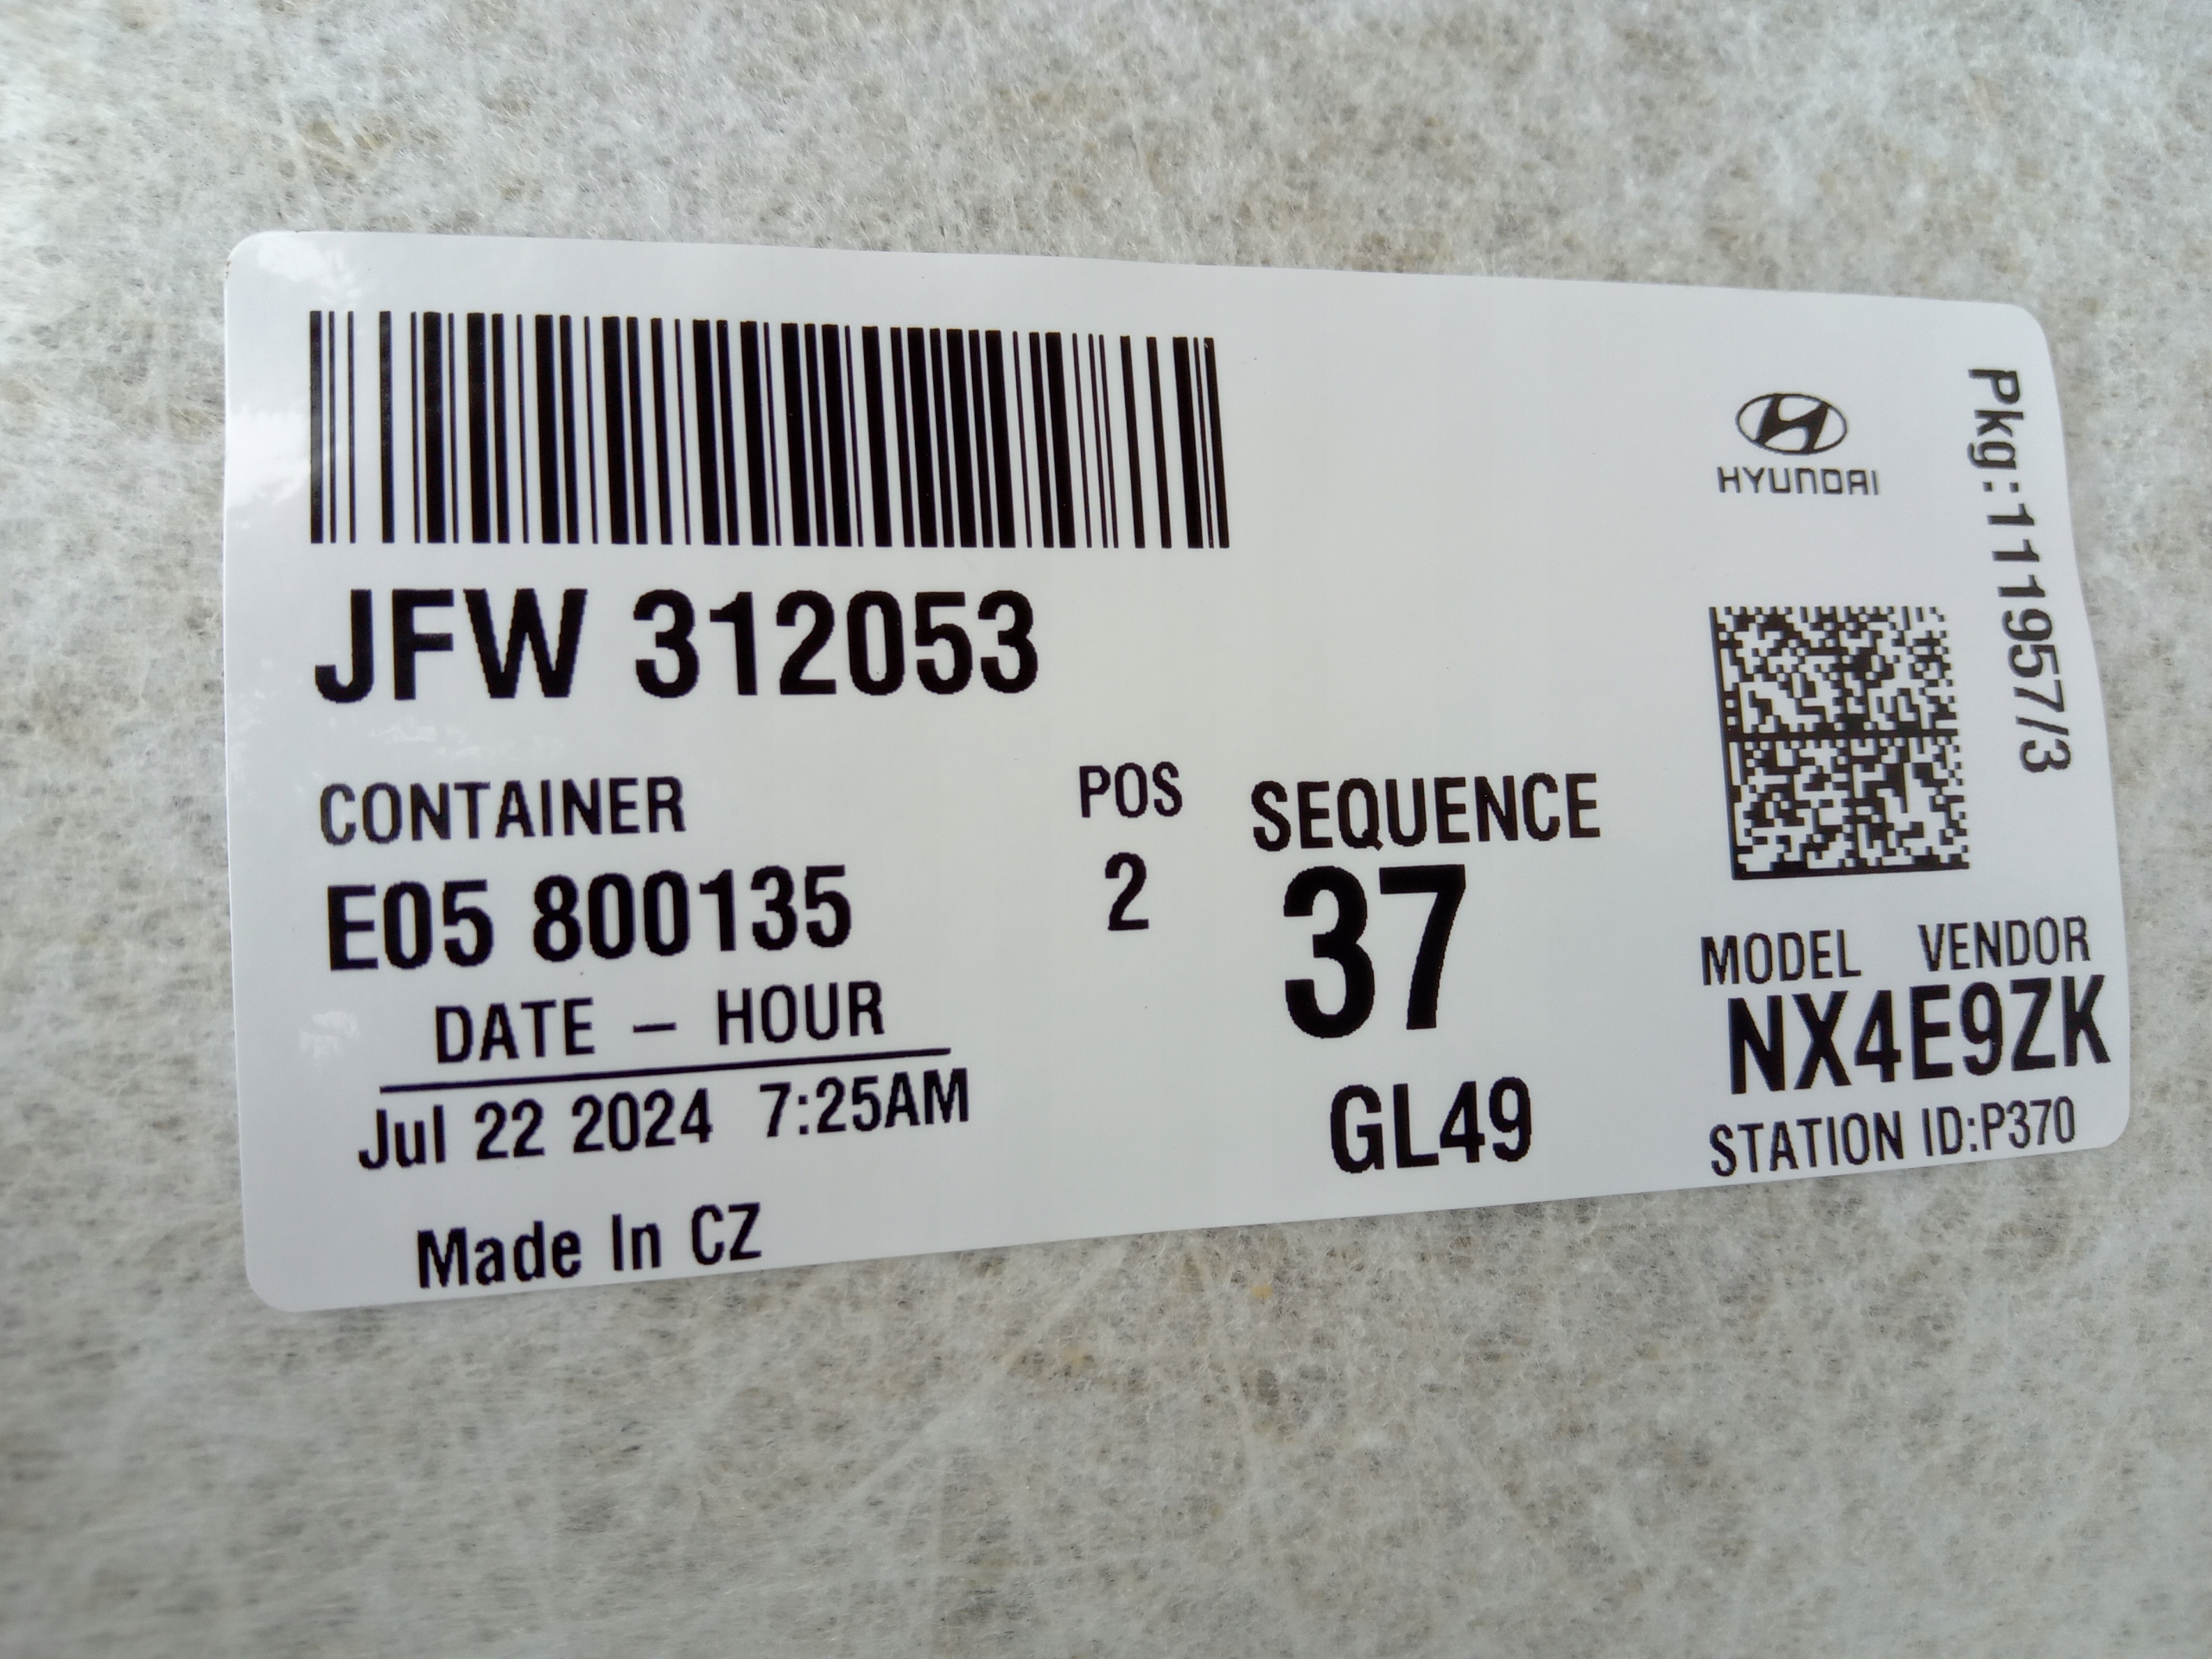 JFW 312053
HYUNDAI
Pkg:111957/3
CONTAINER
E05 800135
POS
2
SEQUENCE
37
GL49
DATE – HOUR
Jul 22 2024 7:25AM
Made In CZ
MODEL VENDOR
NX4E9ZK
STATION ID:P370